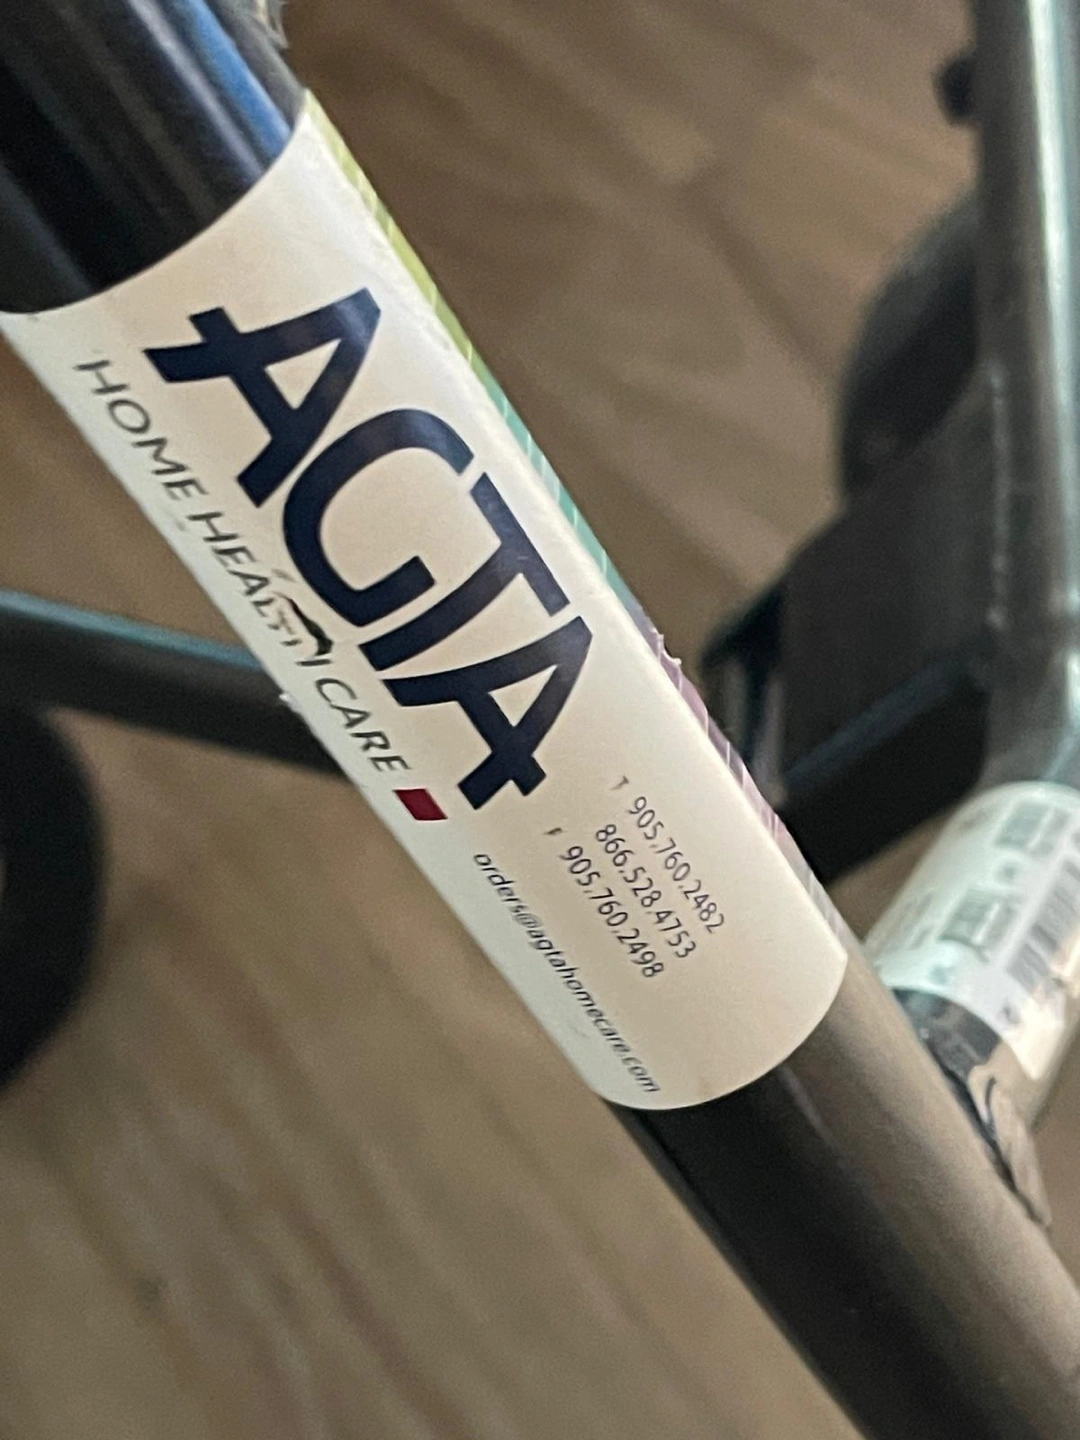 AGTA
HOME HEALTH CARE
T 905.760.2482
866.528.4753
F 905.760.2498
orders@agtahomecare.com